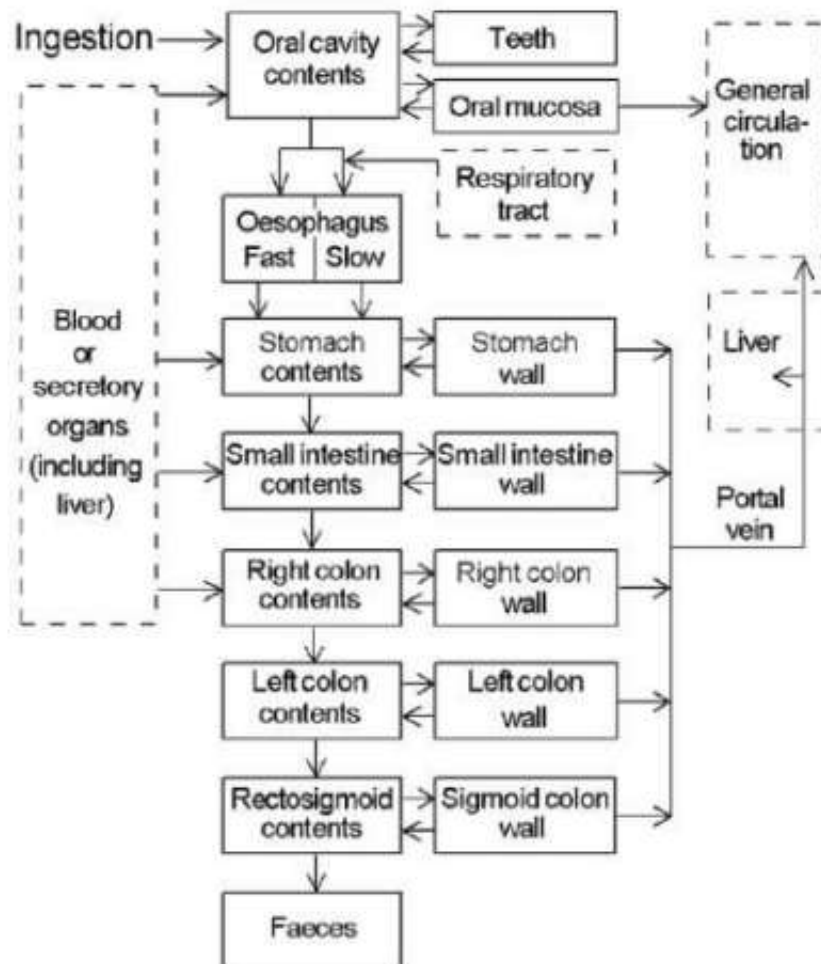 Ingestion
Oral cavity
contents
Teeth
Oral mucosa
General
circula-
tion
Respiratory
tract
Oesophagus
Fast
Slow
Blood
or
secretory
organs
(including
liver)
Stomach
contents
Stomach
wall
Liver
Small intestine
contents
Small intestine
wall
Portal
vein
Right colon
contents
Right colon
wall
Left colon
contents
Left colon
wall
Rectosigmoid
contents
Sigmoid colon
wall
Faeces